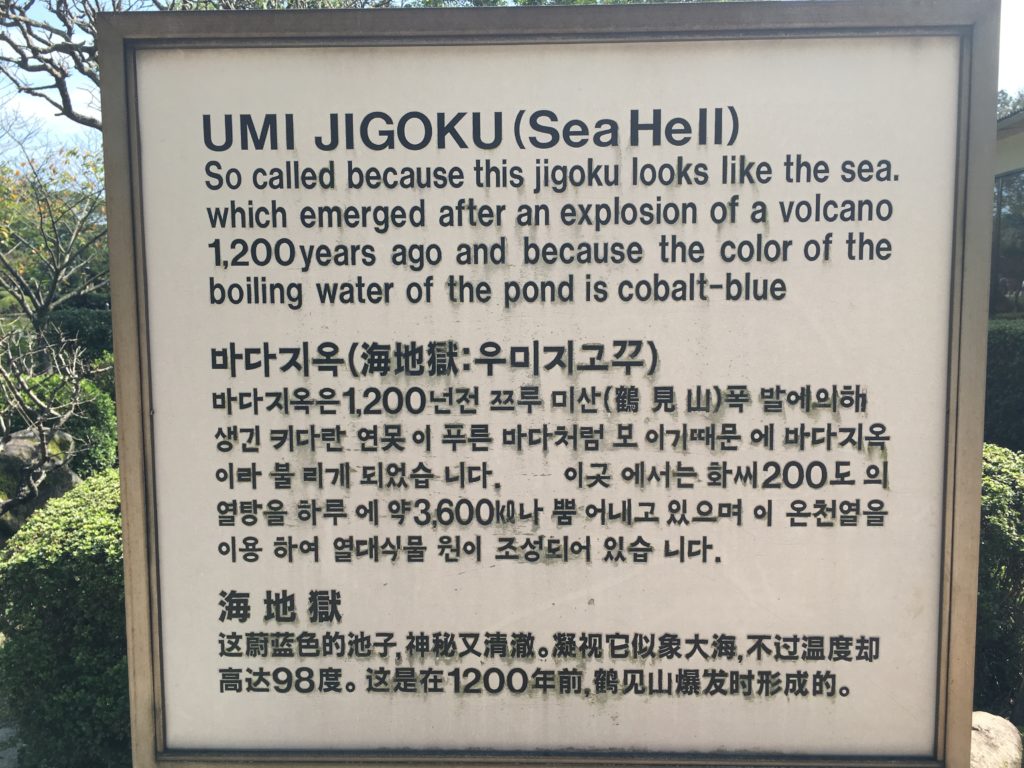 UMI JIGOKU (Sea Hell)
So called because this jigoku looks like the sea.
which emerged after an explosion of a volcano
1,200 years ago and because the color of the
boiling water of the pond is cobalt-blue
바다지옥(海地獄:우미지고꾸)
바다지옥은 1,200 넌전 쯔루 미산(鶴 見 山)폭 발에의해
생긴 키다란 연못 이 푸른 바다처럼 모 이기때문 에 바다지옥
이라 불 리게 되었습 니다. 이곳 에서는 화씨 200도 의
열탕을 하루 에 약 3,600㎘나 뿜 어내고 있으며 이 온천열을
이용 하여 열대식물 원이 조성되어 있습 니다.
海 地 獄
这蔚蓝色的池子,神秘又清澈。凝视它似象大海,不过温度却
高达98度。这是在1200年前,鹤见山爆发时形成的。